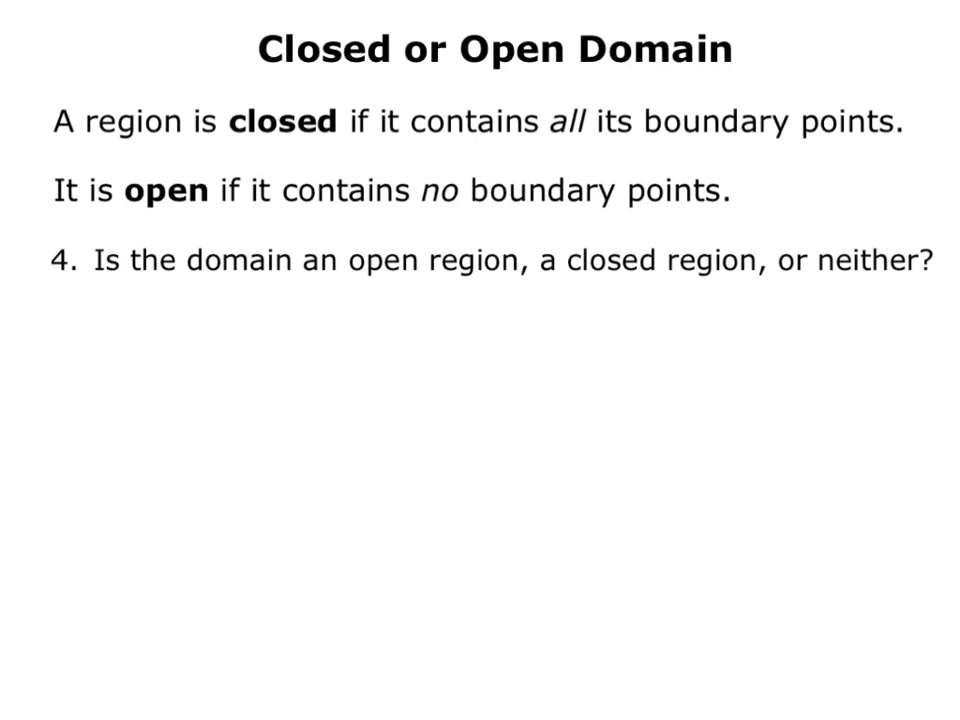 Closed or Open Domain
A region is closed if it contains all its boundary points.
It is open if it contains no boundary points.
4. Is the domain an open region, a closed region, or neither?